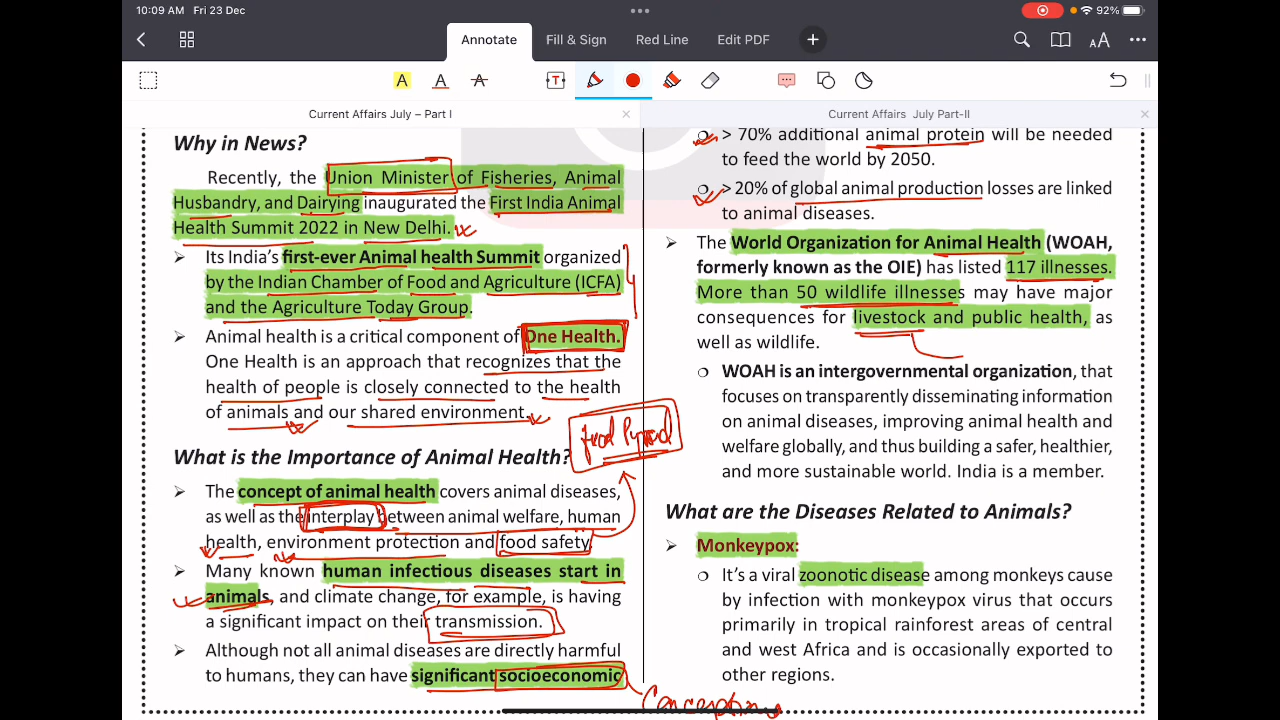 10:09 AM Fri 23 Dec
92%
Annotate Fill & Sign Red Line Edit PDF
Current Affairs July – Part I
Current Affairs July Part-II
Why in News?
Recently, the Union Minister of Fisheries, Animal
Husbandry, and Dairying inaugurated the First India Animal
Health Summit 2022 in New Delhi.
Its India's first-ever Animal health Summit organized
by the Indian Chamber of Food and Agriculture (ICFA)
and the Agriculture Today Group.
Animal health is a critical component of One Health.
One Health is an approach that recognizes that the
health of people is closely connected to the health
of animals and our shared environment.
What is the Importance of Animal Health?
The concept of animal health covers animal diseases,
as well as the interplay between animal welfare, human
health, environment protection and food safety.
Many known human infectious diseases start in
animals, and climate change, for example, is having
a significant impact on their transmission.
Although not all animal diseases are directly harmful
to humans, they can have significant socioeconomic
food Pyramid
> 70% additional animal protein will be needed
to feed the world by 2050.
> 20% of global animal production losses are linked
to animal diseases.
The World Organization for Animal Health (WOAH,
formerly known as the OIE) has listed 117 illnesses.
More than 50 wildlife illnesses may have major
consequences for livestock and public health, as
well as wildlife.
WOAH is an intergovernmental organization, that
focuses on transparently disseminating information
on animal diseases, improving animal health and
welfare globally, and thus building a safer, healthier,
and more sustainable world. India is a member.
What are the Diseases Related to Animals?
Monkeypox:
It's a viral zoonotic disease among monkeys cause
by infection with monkeypox virus that occurs
primarily in tropical rainforest areas of central
and west Africa and is occasionally exported to
other regions.